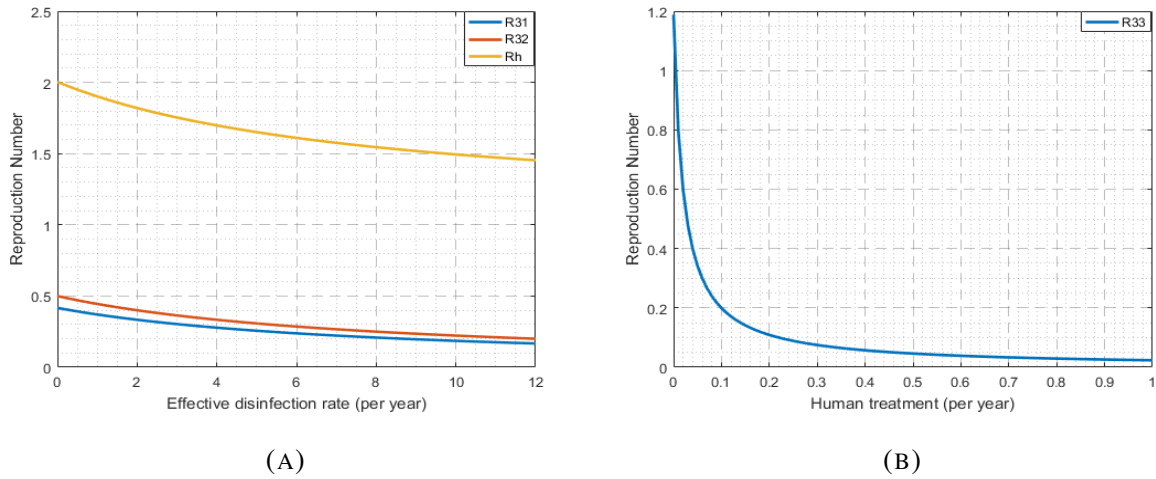 2.5
2
1.5
1
0.5
0
Reproduction Number
0 2 4 6 8 10 12
Effective disinfection rate (per year)
R31
R32
Rh
(A)
1.2
1
0.8
0.6
0.4
0.2
0
Reproduction Number
0 0.1 0.2 0.3 0.4 0.5 0.6 0.7 0.8 0.9 1
Human treatment (per year)
R33
(B)